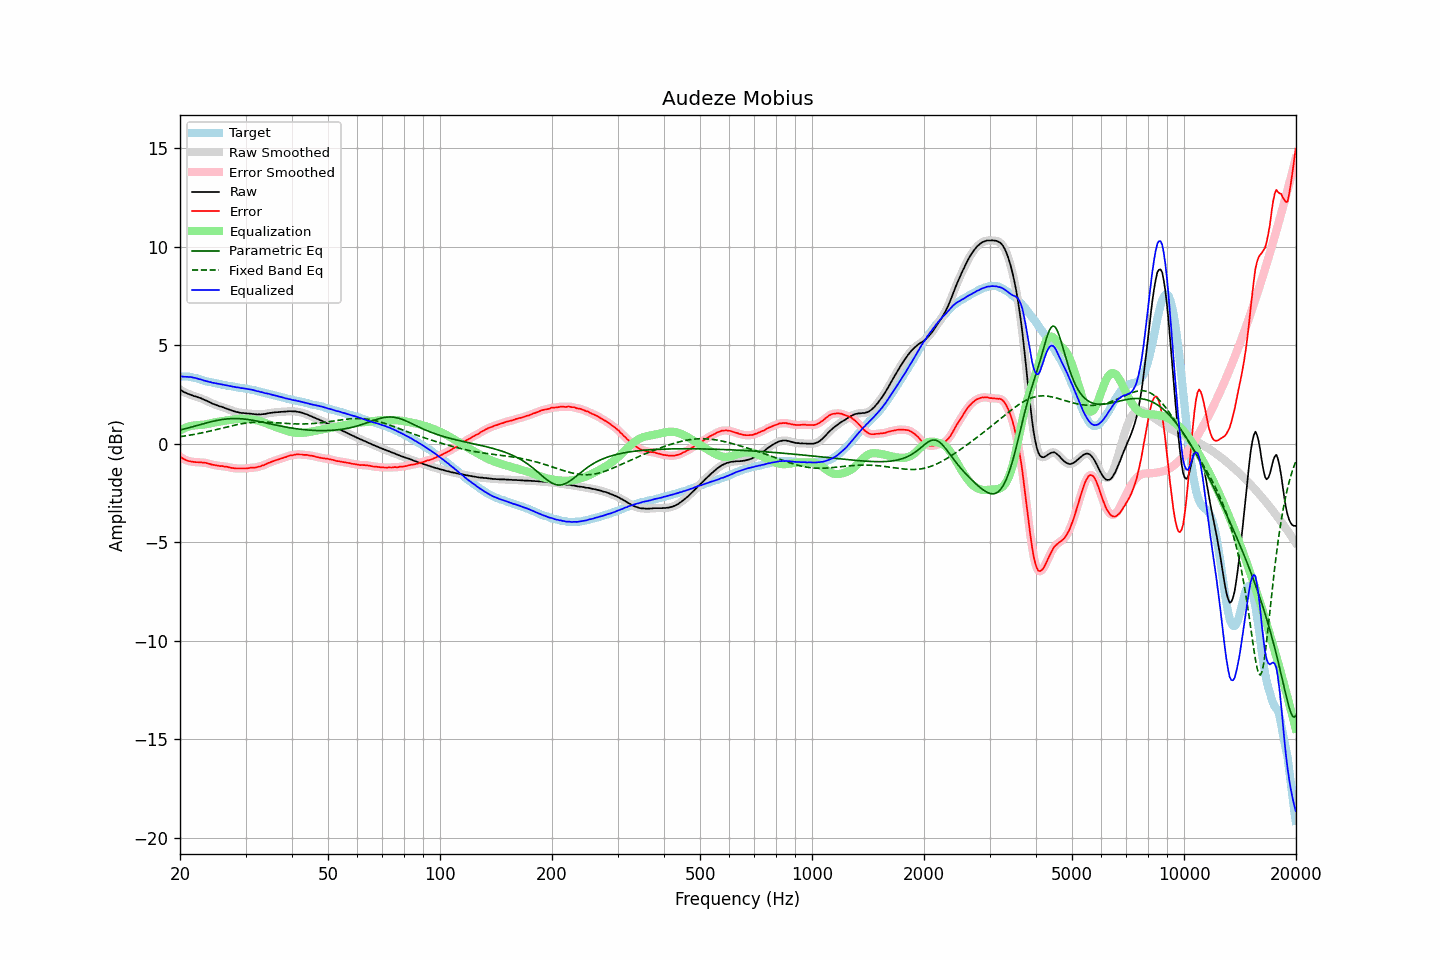 Audeze Mobius
Target
Raw Smoothed
Error Smoothed
Raw
Error
Equalization
Parametric Eq
Fixed Band Eq
Equalized
15
10
5
0
−5
−10
−15
−20
Amplitude (dBr)
20
50
100
200
500
1000
2000
5000
10000
20000
Frequency (Hz)